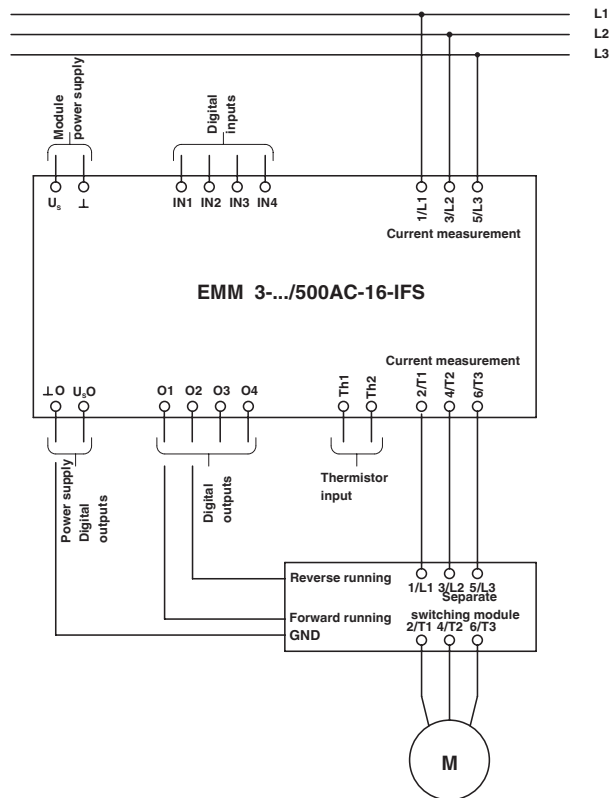 L1
L2
L3
Module
power supply
Digital
inputs
Us
⊥
IN1
IN2
IN3
IN4
1/L1
3/L2
5/L3
Current measurement
EMM 3-.../500AC-16-IFS
Current measurement
⊥O
UsO
O1
O2
O3
O4
Th1
Th2
2/T1
4/T2
6/T3
Power supply
Digital
outputs
Digital
outputs
Thermistor
input
Reverse running
Forward running
GND
1/L1
3/L2
5/L3
Separate
switching module
2/T1
4/T2
6/T3
M